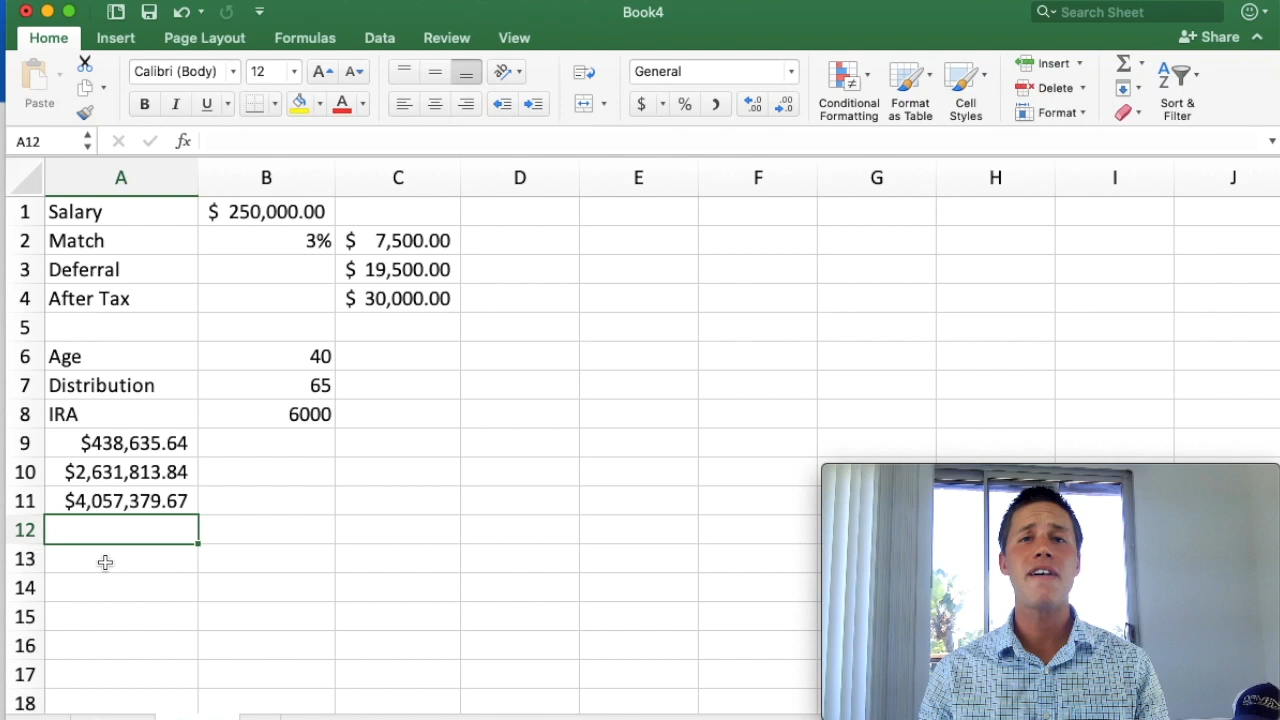 Book4
Search Sheet
Home Insert Page Layout Formulas Data Review View
Share
Paste
Calibri (Body) 12 A A
B I U A
General
$ % .0 .00 .00 .0
Conditional Formatting
Format as Table
Cell Styles
Insert
Delete
Format
Sort & Filter
A12 fx
A B C D E F G H I J
1 Salary $ 250,000.00
2 Match 3% $ 7,500.00
3 Deferral $ 19,500.00
4 After Tax $ 30,000.00
5
6 Age 40
7 Distribution 65
8 IRA 6000
9 $438,635.64
10 $2,631,813.84
11 $4,057,379.67
12
13
14
15
16
17
18